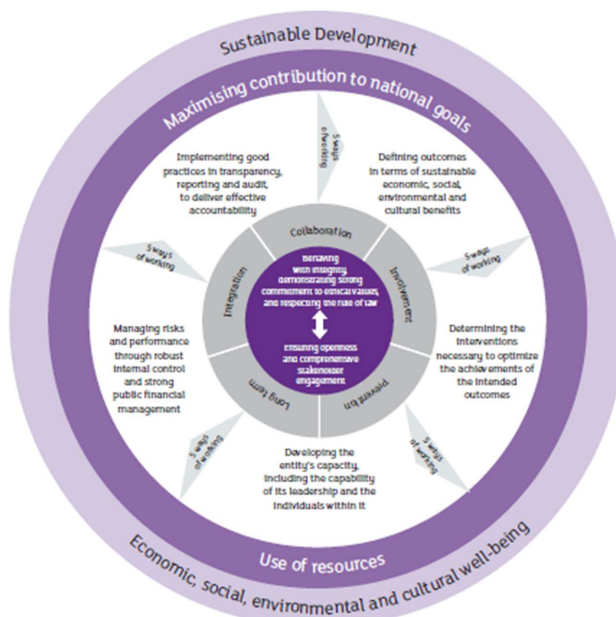 Sustainable Development
Maximising contribution to national goals
5 ways
of working
Implementing good
practices in transparency,
reporting and audit,
to deliver effective
accountability
Defining outcomes
in terms of sustainable
economic, social,
environmental and
cultural benefits
Collaboration
5 ways
of working
5 ways
of working
Integration
Involvement
Behaving
with integrity,
demonstrating strong
commitment to ethical values,
and respecting the rule of law
Ensuring openness
and comprehensive
stakeholder
engagement
Managing risks
and performance
through robust
internal control
and strong
public financial
management
Determining the
interventions
necessary to optimize
the achievements of
the intended
outcomes
Long term
Prevention
5 ways
of working
5 ways
of working
Developing the
entity's capacity,
including the capability
of its leadership and the
individuals within it
Use of resources
Economic, social, environmental and cultural well-being